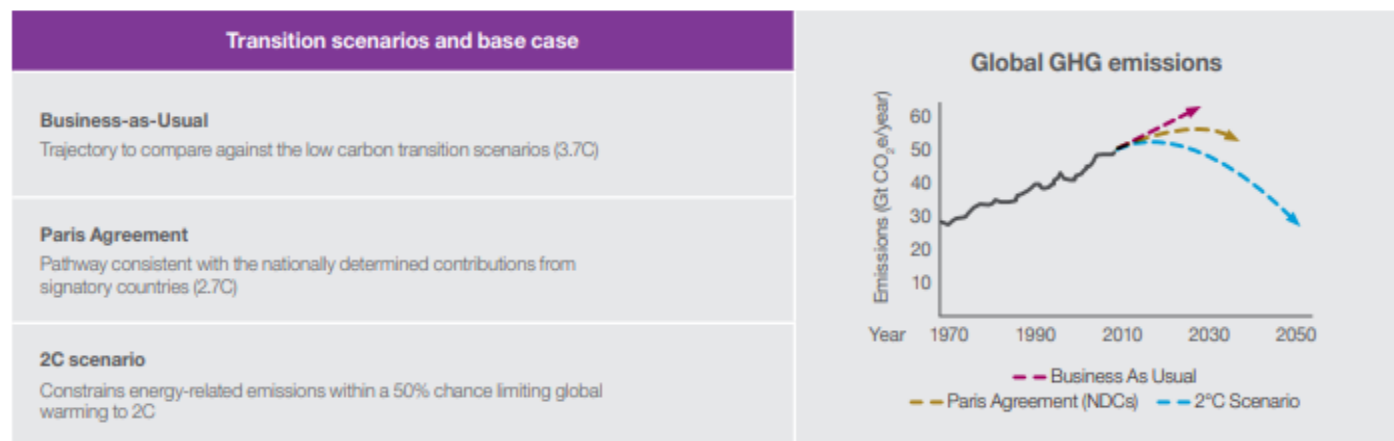 Transition scenarios and base case
Business-as-Usual
Trajectory to compare against the low carbon transition scenarios (3.7C)
Paris Agreement
Pathway consistent with the nationally determined contributions from
signatory countries (2.7C)
2C scenario
Constrains energy-related emissions within a 50% chance limiting global
warming to 2C
Global GHG emissions
Emissions (Gt CO₂e/year)
60
50
40
30
20
10
Year 1970 1990 2010 2030 2050
Business As Usual
Paris Agreement (NDCs) 2°C Scenario